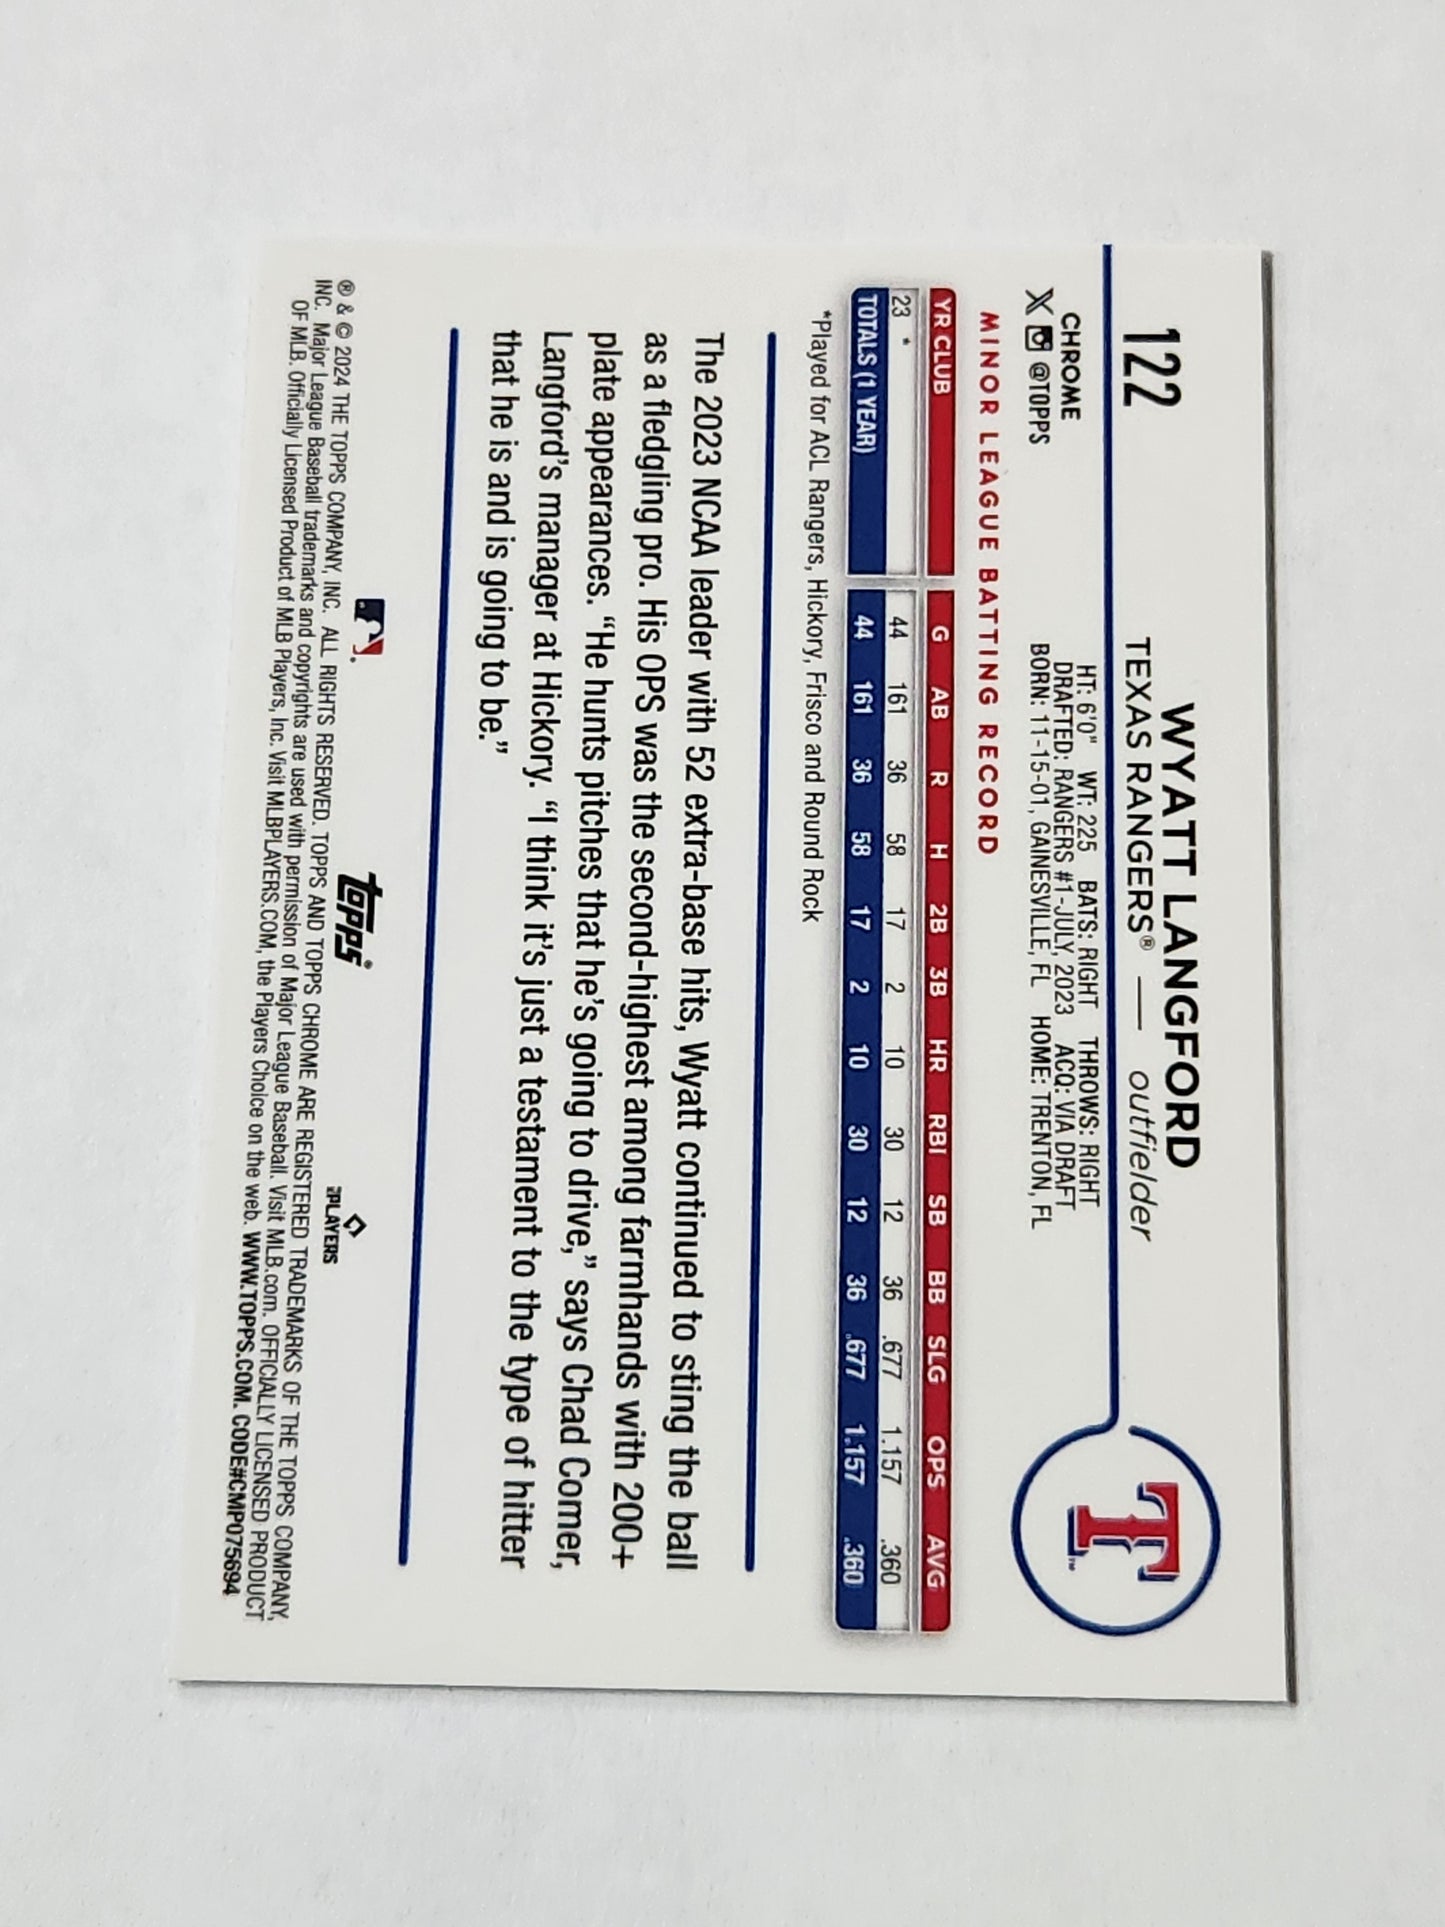 122
WYATT LANGFORD
TEXAS RANGERS® — outfielder
CHROME
X @TOPPS
HT: 6'0" WT: 225 BATS: RIGHT THROWS: RIGHT
DRAFTED: RANGERS #1-JULY, 2023 ACQ: VIA DRAFT
BORN: 11-15-01, GAINESVILLE, FL HOME: TRENTON, FL
T™
MINOR LEAGUE BATTING RECORD
YR CLUB G AB R H 2B 3B HR RBI SB BB SLG OPS AVG
23 * 44 161 36 58 17 2 10 30 12 36 .677 1.157 .360
TOTALS (1 YEAR) 44 161 36 58 17 2 10 30 12 36 .677 1.157 .360
*Played for ACL Rangers, Hickory, Frisco and Round Rock
The 2023 NCAA leader with 52 extra-base hits, Wyatt continued to sting the ball
as a fledgling pro. His OPS was the second-highest among farmhands with 200+
plate appearances. “He hunts pitches that he’s going to drive,” says Chad Comer,
Langford’s manager at Hickory. “I think it’s just a testament to the type of hitter
that he is and is going to be.”
topps®
PLAYERS
® & © 2024 THE TOPPS COMPANY, INC. ALL RIGHTS RESERVED. TOPPS AND TOPPS CHROME ARE REGISTERED TRADEMARKS OF THE TOPPS COMPANY,
INC. Major League Baseball trademarks and copyrights are used with permission of Major League Baseball. Visit MLB.com. OFFICIALLY LICENSED PRODUCT
OF MLB. Officially Licensed Product of MLB Players, Inc. Visit MLBPLAYERS.COM, the Players Choice on the web. WWW.TOPPS.COM. CODE#CMP075694